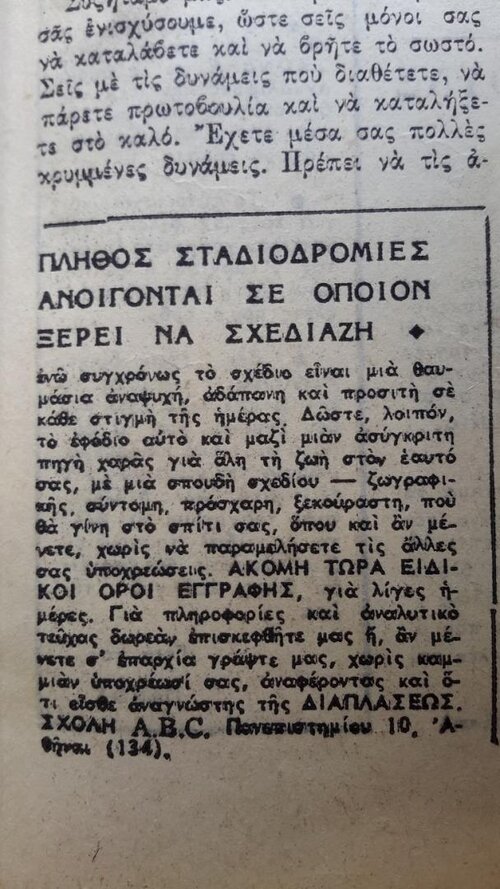 σᾶς ἐνισχύσουμε, ὥστε σεῖς μόνοι σας
νὰ καταλάβετε καὶ νὰ βρῆτε τὸ σωστό.
Σεῖς μὲ τὶς δυνάμεις ποὺ διαθέτετε, νὰ
πάρετε πρωτοβουλία καὶ νὰ καταλήξε-
τε στὸ καλό. Ἔχετε μέσα σας πολλὲς
κρυμμένες δυνάμεις. Πρέπει νὰ τὶς ἀ-
ΠΛΗΘΟΣ ΣΤΑΔΙΟΔΡΟΜΙΕΣ
ΑΝΟΙΓΟΝΤΑΙ ΣΕ ΟΠΟΙΟΝ
ΞΕΡΕΙ ΝΑ ΣΧΕΔΙΑΖΗ ◆
ἐνῶ συγχρόνως τὸ σχέδιο εἶναι μιὰ θαυ-
μάσια ἀναψυχή, ἀδάπανη καὶ προσιτὴ σὲ
κάθε στιγμὴ τῆς ἡμέρας. Δῶστε, λοιπόν,
τὸ ἐφόδιο αὐτὸ καὶ μαζὶ μιὰν ἀσύγκριτη
πηγὴ χαρᾶς γιὰ ὅλη τὴ ζωὴ στὸν ἑαυτό
σας, μὲ μιὰ σπουδὴ σχεδίου — ζωγραφι-
κῆς, σύντομη, πρόσχαρη, ξεκούραστη, ποὺ
θὰ γίνη στὸ σπίτι σας, ὅπου καὶ ἂν μέ-
νετε, χωρὶς νὰ παραμελήσετε τὶς ἄλλες
σας ὑποχρεώσεις. ΑΚΟΜΗ ΤΩΡΑ ΕΙΔΙ-
ΚΟΙ ΟΡΟΙ ΕΓΓΡΑΦΗΣ, γιὰ λίγες ἡ-
μέρες. Γιὰ πληροφορίες καὶ ἀναλυτικὸ
τεῦχος δωρεὰν ἐπισκεφθῆτε μας ἤ, ἂν μέ-
νετε σ' ἐπαρχία γράψτε μας, χωρὶς καμ-
μιὰν ὑποχρέωσί σας, ἀναφέροντας καὶ ὅ-
τι εἶσθε ἀναγνώστης τῆς ΔΙΑΠΛΑΣΕΩΣ.
ΣΧΟΛΗ A.B.C. Πανεπιστημίου 10, Ἀ-
θῆναι (134).